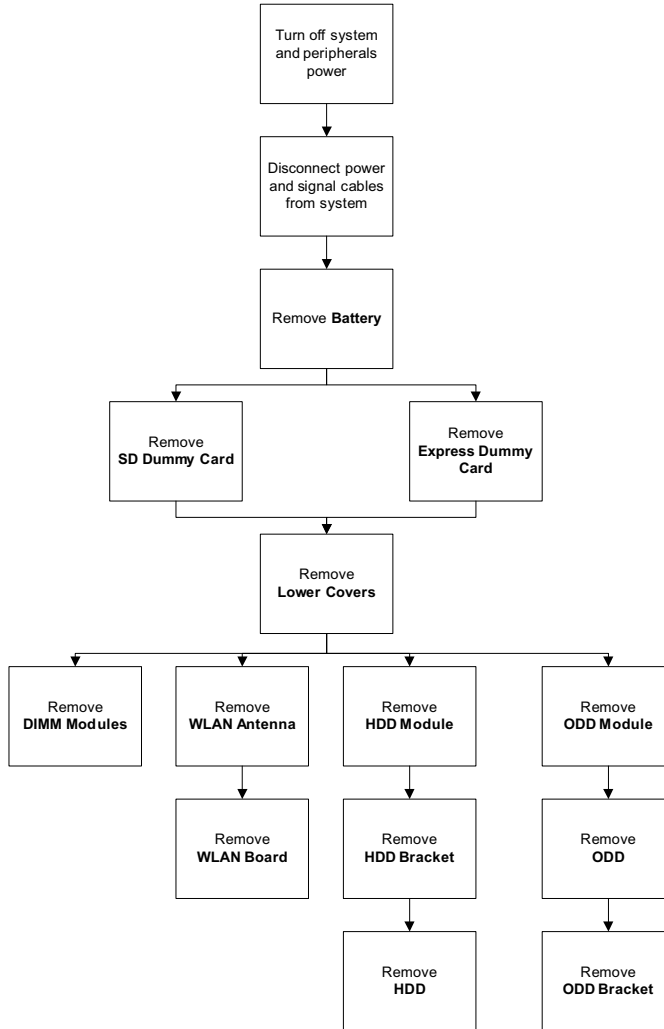 Turn off system
and peripherals
power
Disconnect power
and signal cables
from system
Remove Battery
Remove
SD Dummy Card
Remove
Express Dummy
Card
Remove
Lower Covers
Remove
DIMM Modules
Remove
WLAN Antenna
Remove
HDD Module
Remove
ODD Module
Remove
WLAN Board
Remove
HDD Bracket
Remove
ODD
Remove
HDD
Remove
ODD Bracket